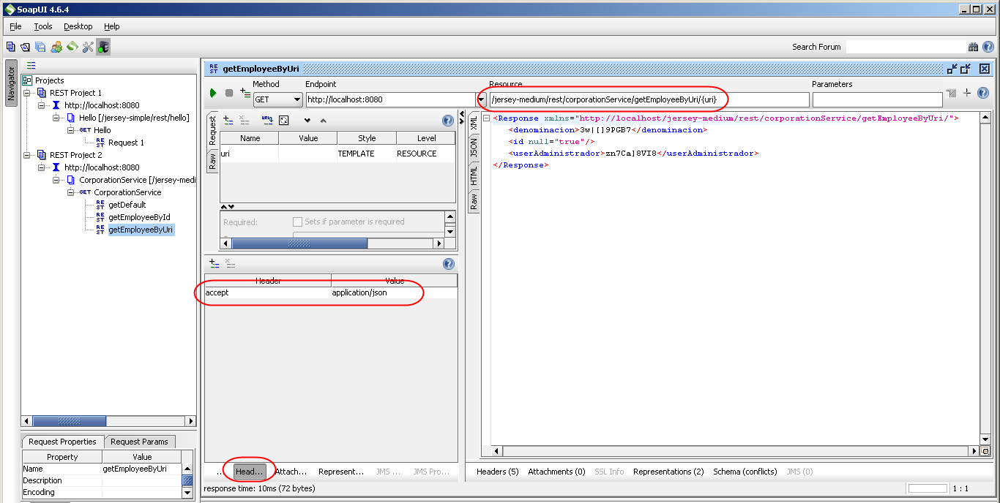 SoapUI 4.6.4
File Tools Desktop Help
Search Forum
Navigator
Projects
REST Project 1
http://localhost:8080
Hello [/jersey-simple/rest/hello]
GET Hello
REST Request 1
REST Project 2
http://localhost:8080
CorporationService [/jersey-medi
GET CorporationService
REST getDefault
REST getEmployeeById
REST getEmployeeByUri
Request Properties Request Params
Property Value
Name getEmployeeByUri
Description
Encoding
REST getEmployeeByUri
Method Endpoint Resource Parameters
GET http://localhost:8080 /jersey-medium/rest/corporationService/getEmployeeByUri/{uri}
Request
Raw
URL
Name Value Style Level
uri TEMPLATE RESOURCE
Required: Sets if parameter is required
Header Value
accept application/json
... Head... Attach... Represent... JMS ... JMS Pro...
response time: 10ms (72 bytes)
XML
JSON
HTML
Raw
<Response xmlns="http://localhost/jersey-medium/rest/corporationService/getEmployeeByUri/">
<denominacion>3w|[]9PGB7</denominacion>
<id null="true"/>
<userAdministrador>zn7Ca]8VI8</userAdministrador>
</Response>
Headers (5) Attachments (0) SSL Info Representations (2) Schema (conflicts) JMS (0)
1 : 1